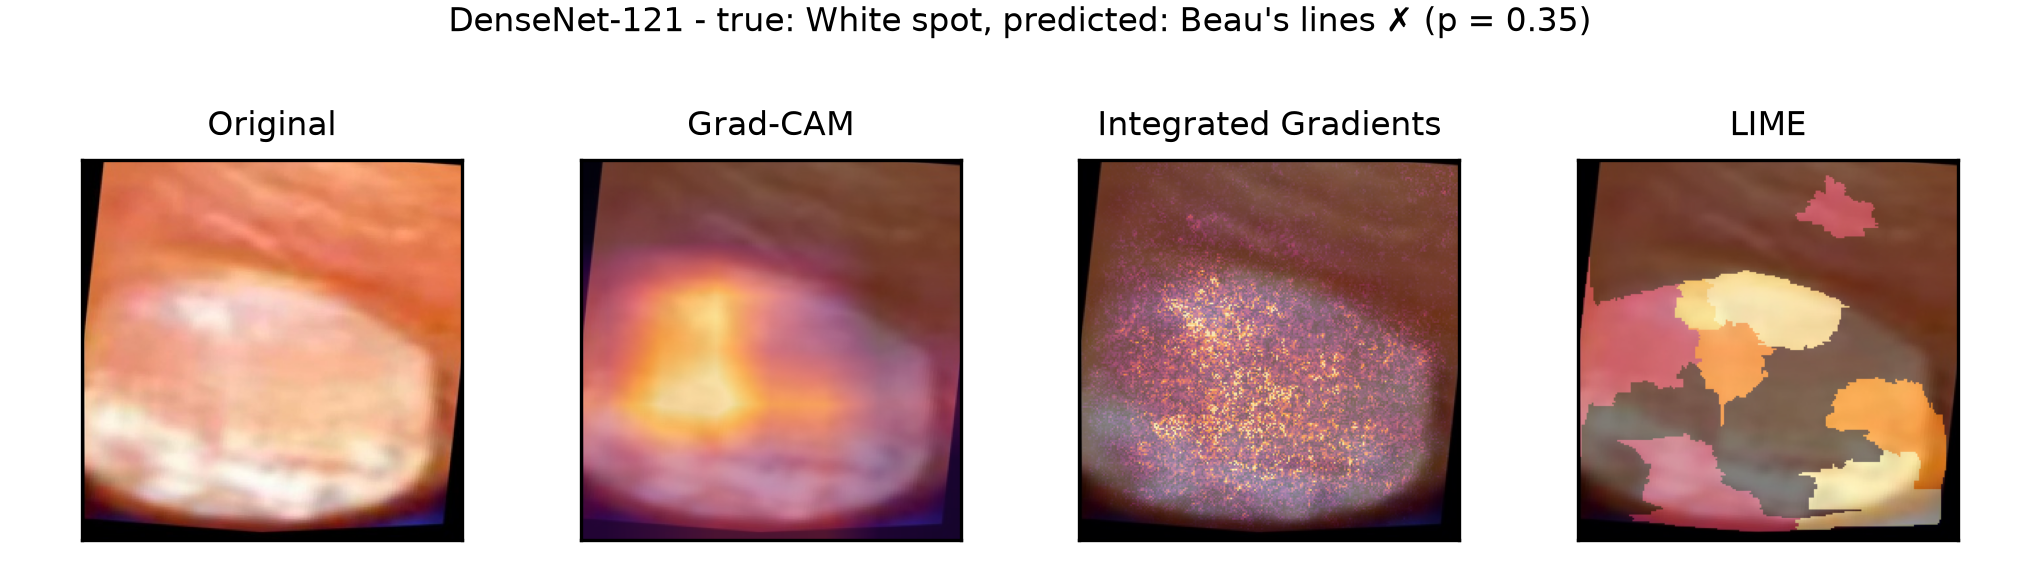 DenseNet-121 - true: White spot, predicted: Beau's lines ✗ (p = 0.35)
Original
Grad-CAM
Integrated Gradients
LIME